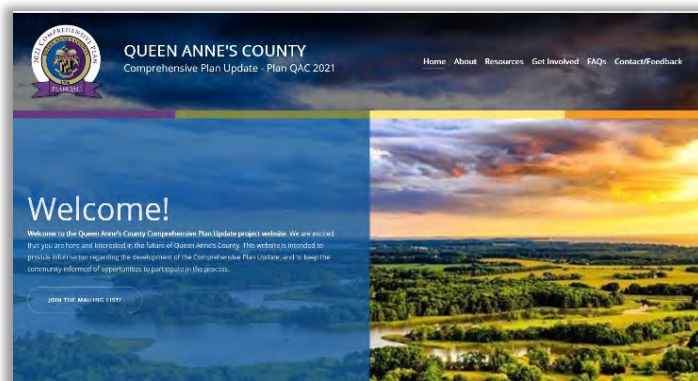 2021 COMPREHENSIVE PLAN
PLANQAC
QUEEN ANNE'S COUNTY
Comprehensive Plan Update - Plan QAC 2021
Home About Resources Get Involved FAQs Contact/Feedback
Welcome!
Welcome to the Queen Anne's County Comprehensive Plan Update project website. We are excited
that you are here and interested in the future of Queen Anne's County. This website is intended to
provide information regarding the development of the Comprehensive Plan Update, and to keep the
community informed of opportunities to participate in the process.
JOIN THE MAILING LIST!